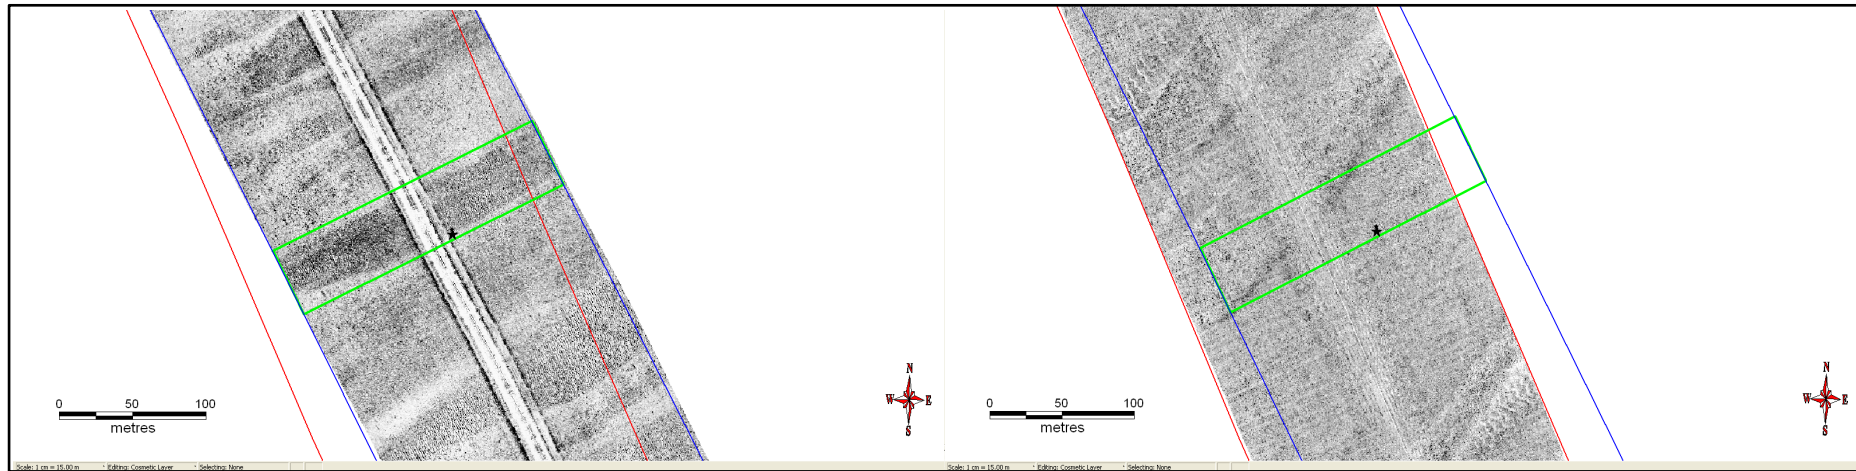 N
W E
S
0 50 100
metres
Scale: 1 cm = 15.00 m Editing: Cosmetic Layer Selecting: None
N
W E
S
0 50 100
metres
Scale: 1 cm = 15.00 m Editing: Cosmetic Layer Selecting: None